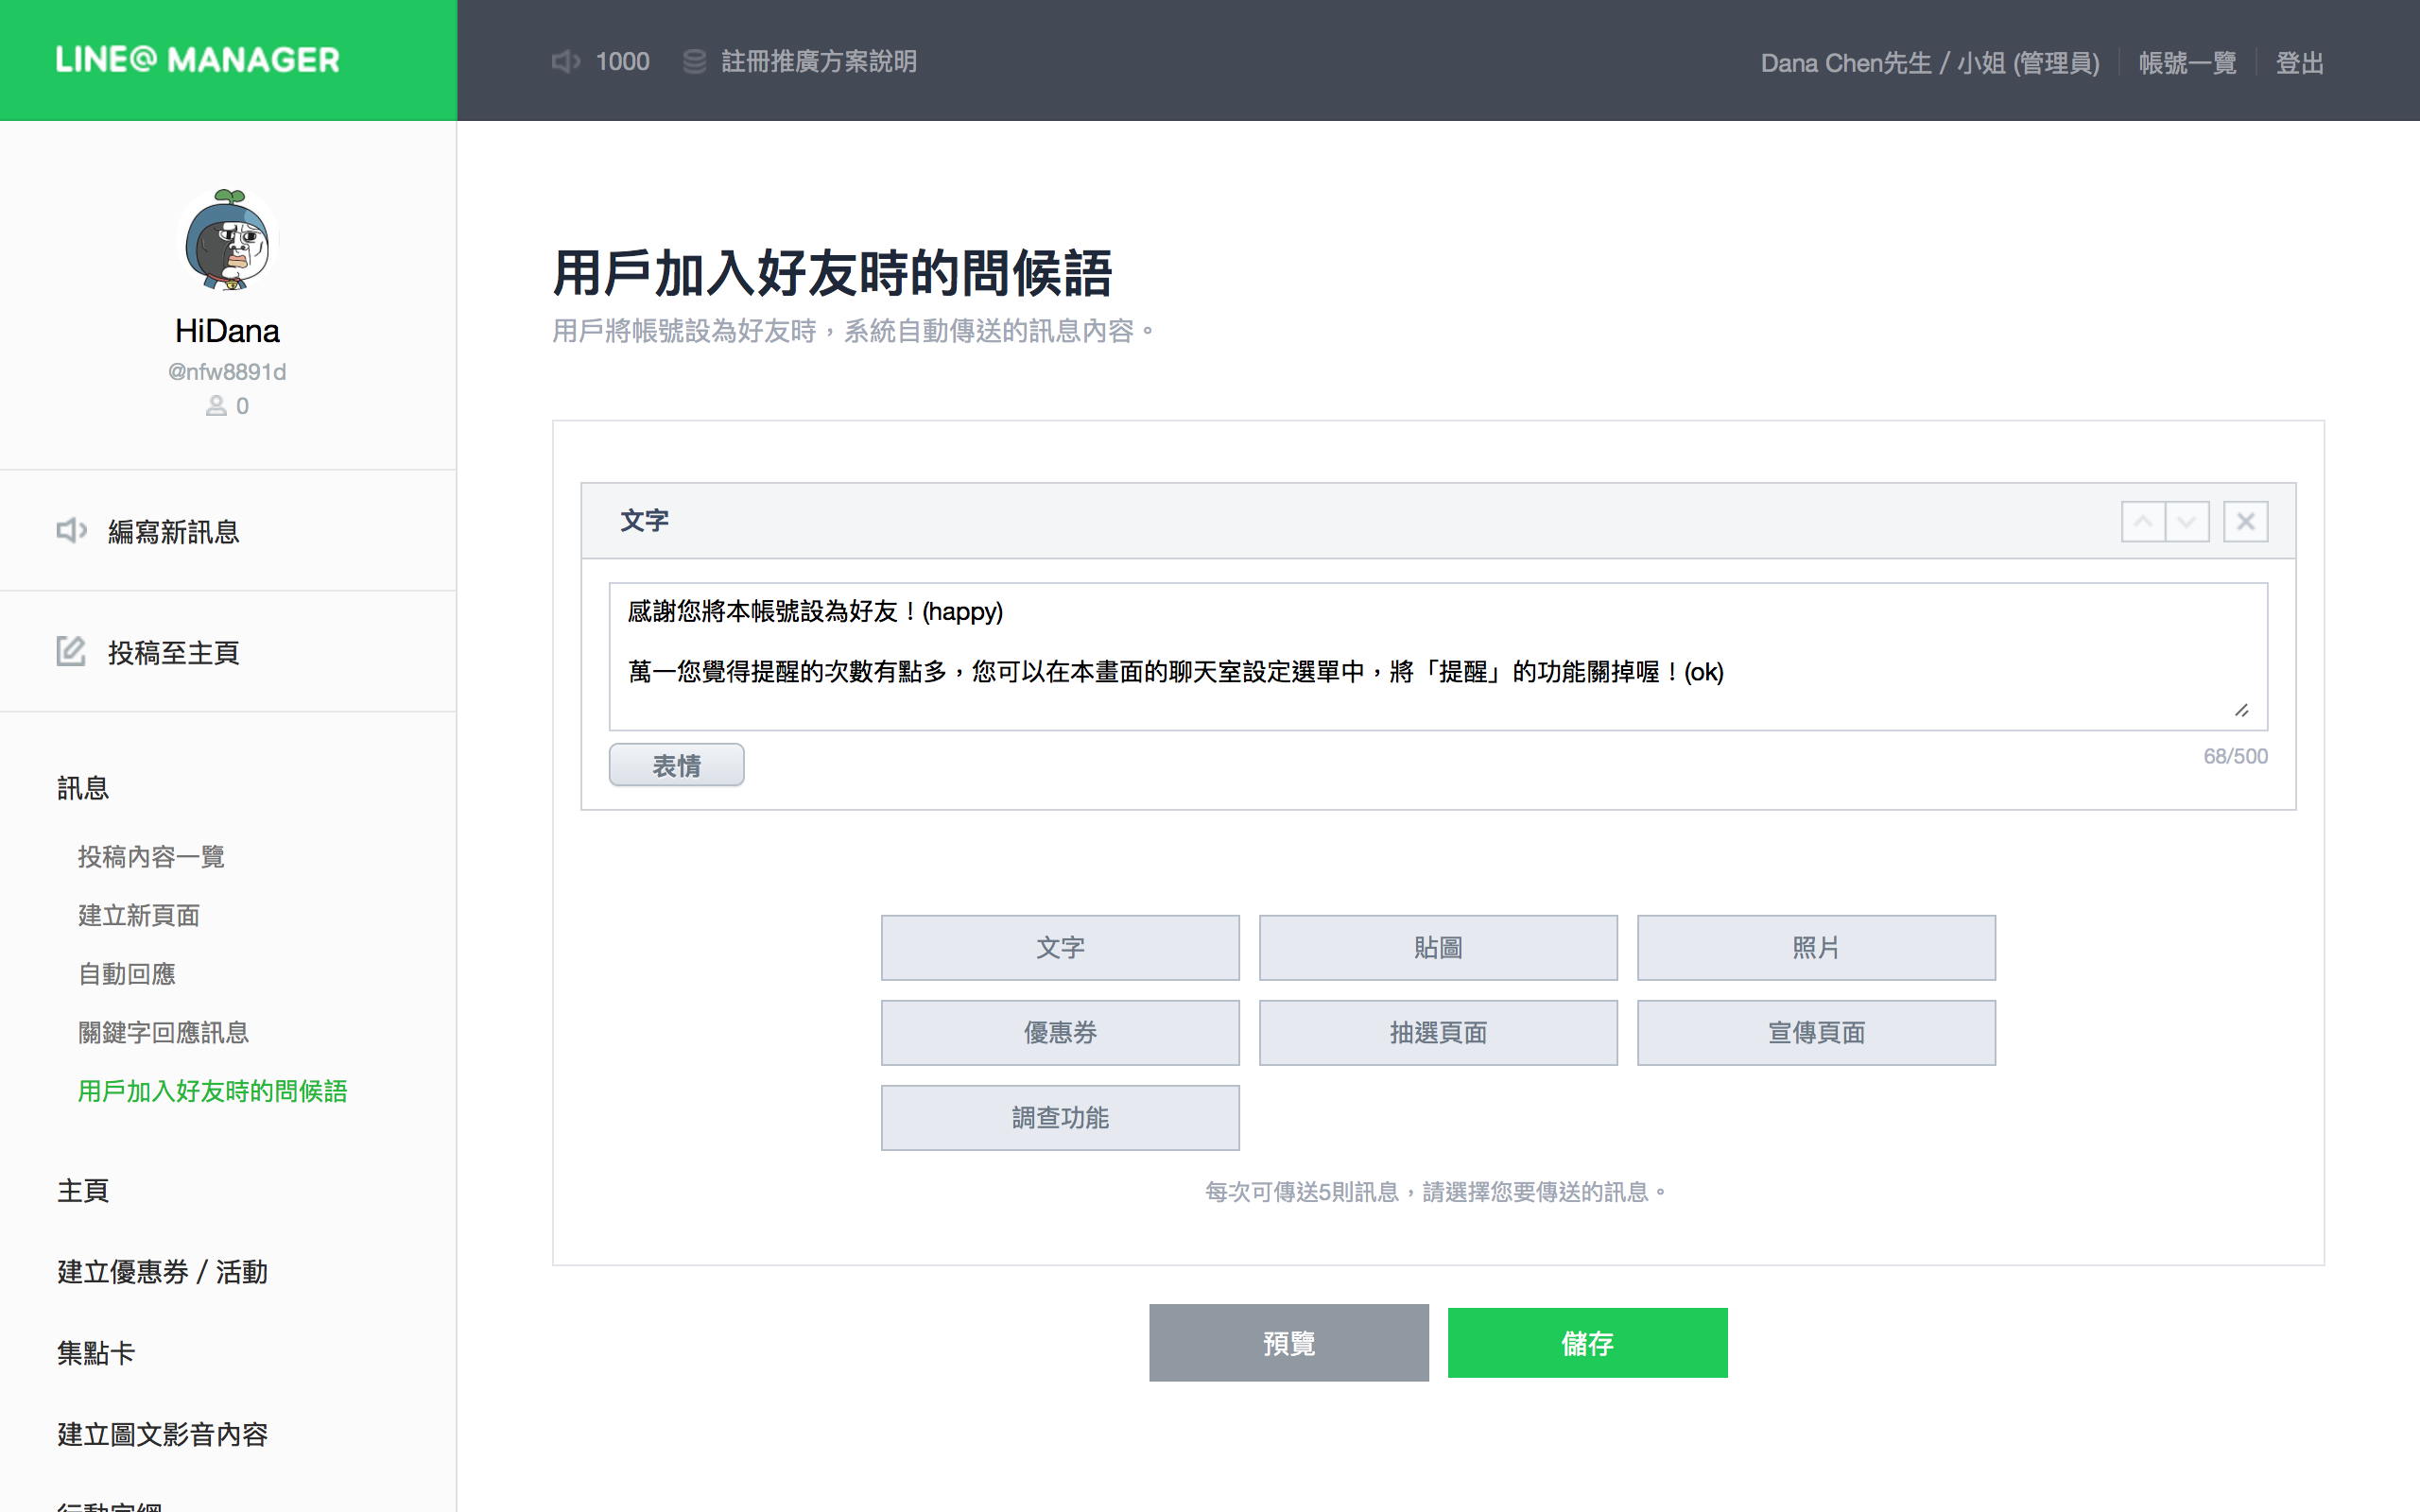 LINE@ MANAGER
1000 註冊推廣方案說明
Dana Chen先生 / 小姐 (管理員) 帳號一覽 登出
HiDana
@nfw8891d
0
編寫新訊息
投稿至主頁
訊息
投稿內容一覽
建立新頁面
自動回應
關鍵字回應訊息
用戶加入好友時的問候語
主頁
建立優惠券 / 活動
集點卡
建立圖文影音內容
行動官網
用戶加入好友時的問候語
用戶將帳號設為好友時，系統自動傳送的訊息內容。
文字
感謝您將本帳號設為好友！(happy)
萬一您覺得提醒的次數有點多，您可以在本畫面的聊天室設定選單中，將「提醒」的功能關掉喔！(ok)
表情
68/500
文字 貼圖 照片
優惠券 抽選頁面 宣傳頁面
調查功能
每次可傳送5則訊息，請選擇您要傳送的訊息。
預覽 儲存